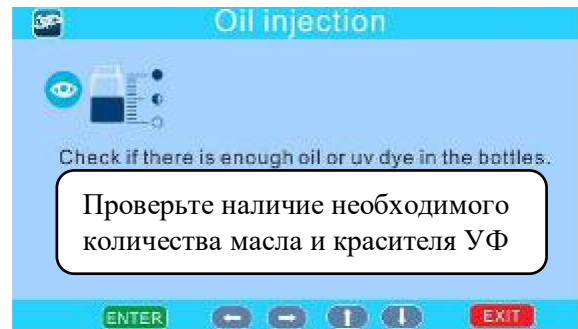 Oil injection
Check if there is enough oil or uv dye in the bottles.
Проверьте наличие необходимого
количества масла и красителя УФ
ENTER ← → ↑ ↓ EXIT